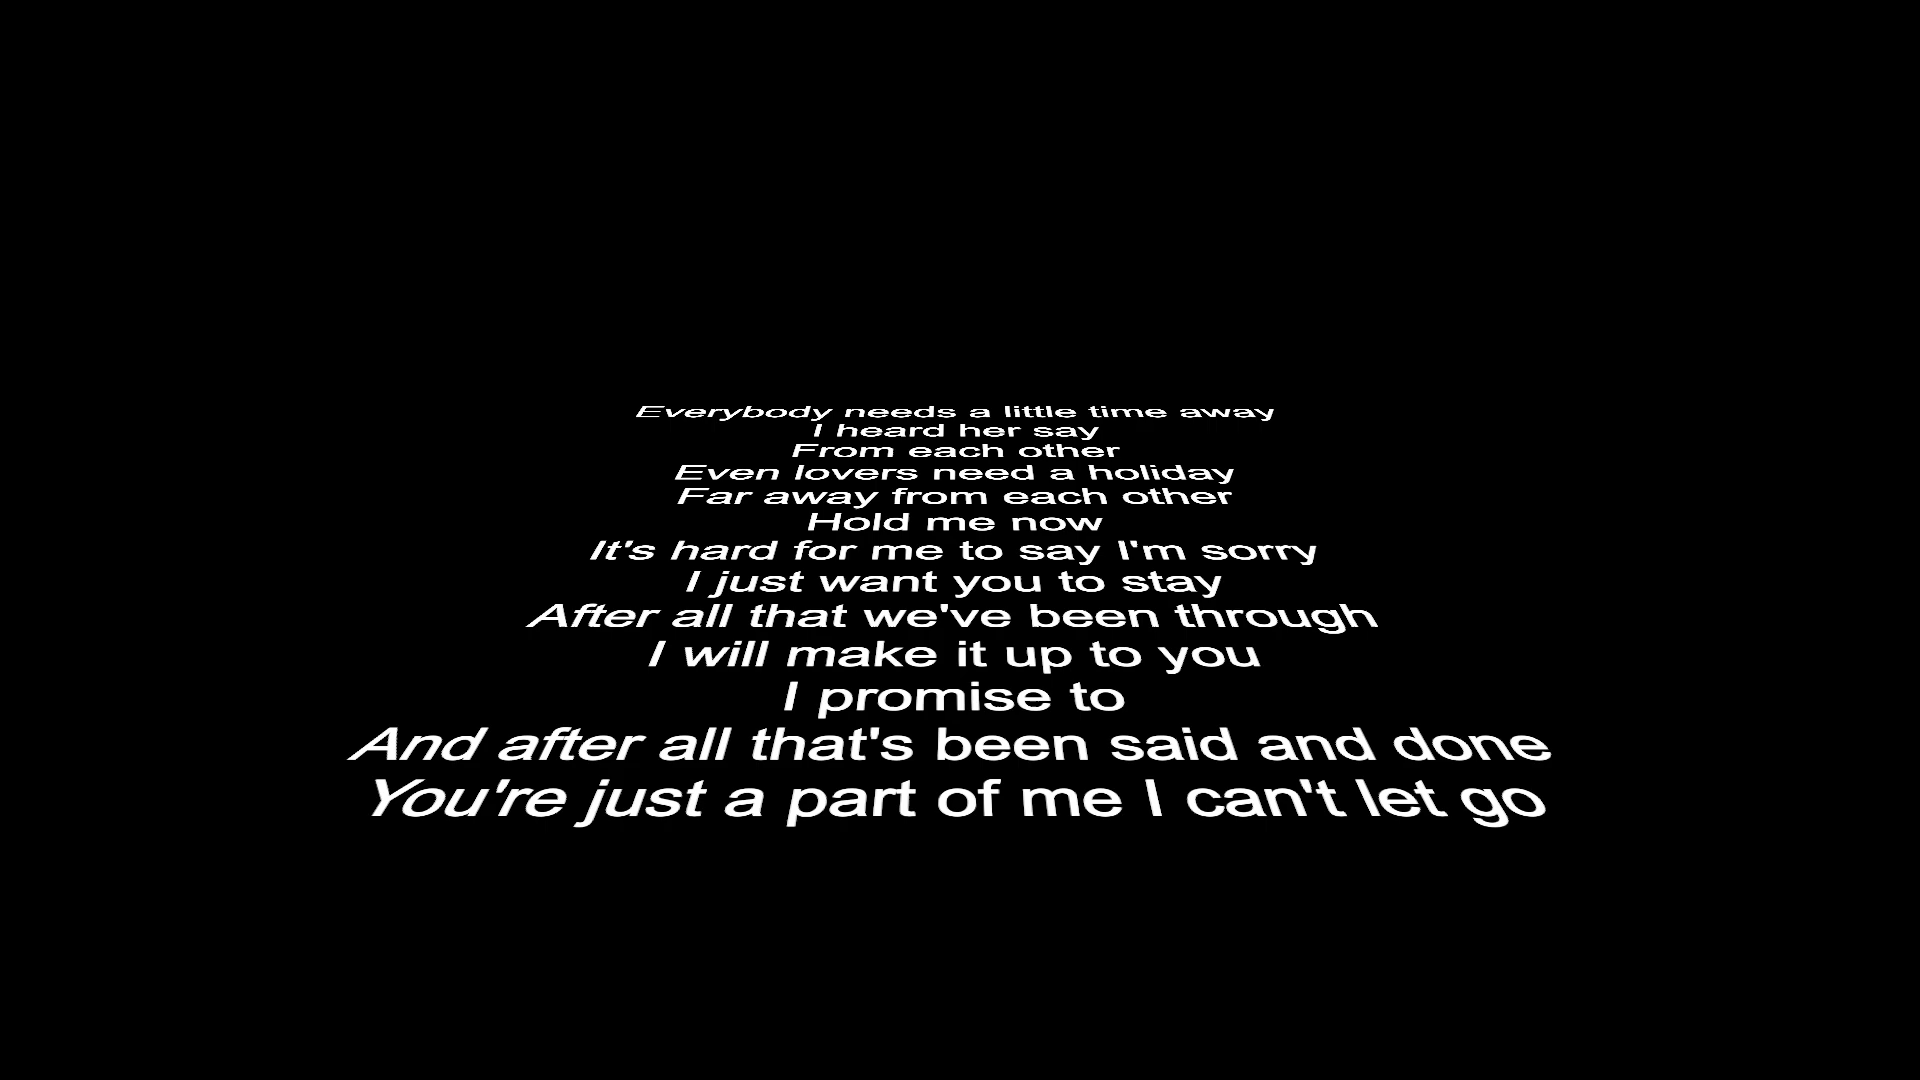 Everybody needs a little time away
I heard her say
From each other
Even lovers need a holiday
Far away from each other
Hold me now
It's hard for me to say I'm sorry
I just want you to stay
After all that we've been through
I will make it up to you
I promise to
And after all that's been said and done
You're just a part of me I can't let go